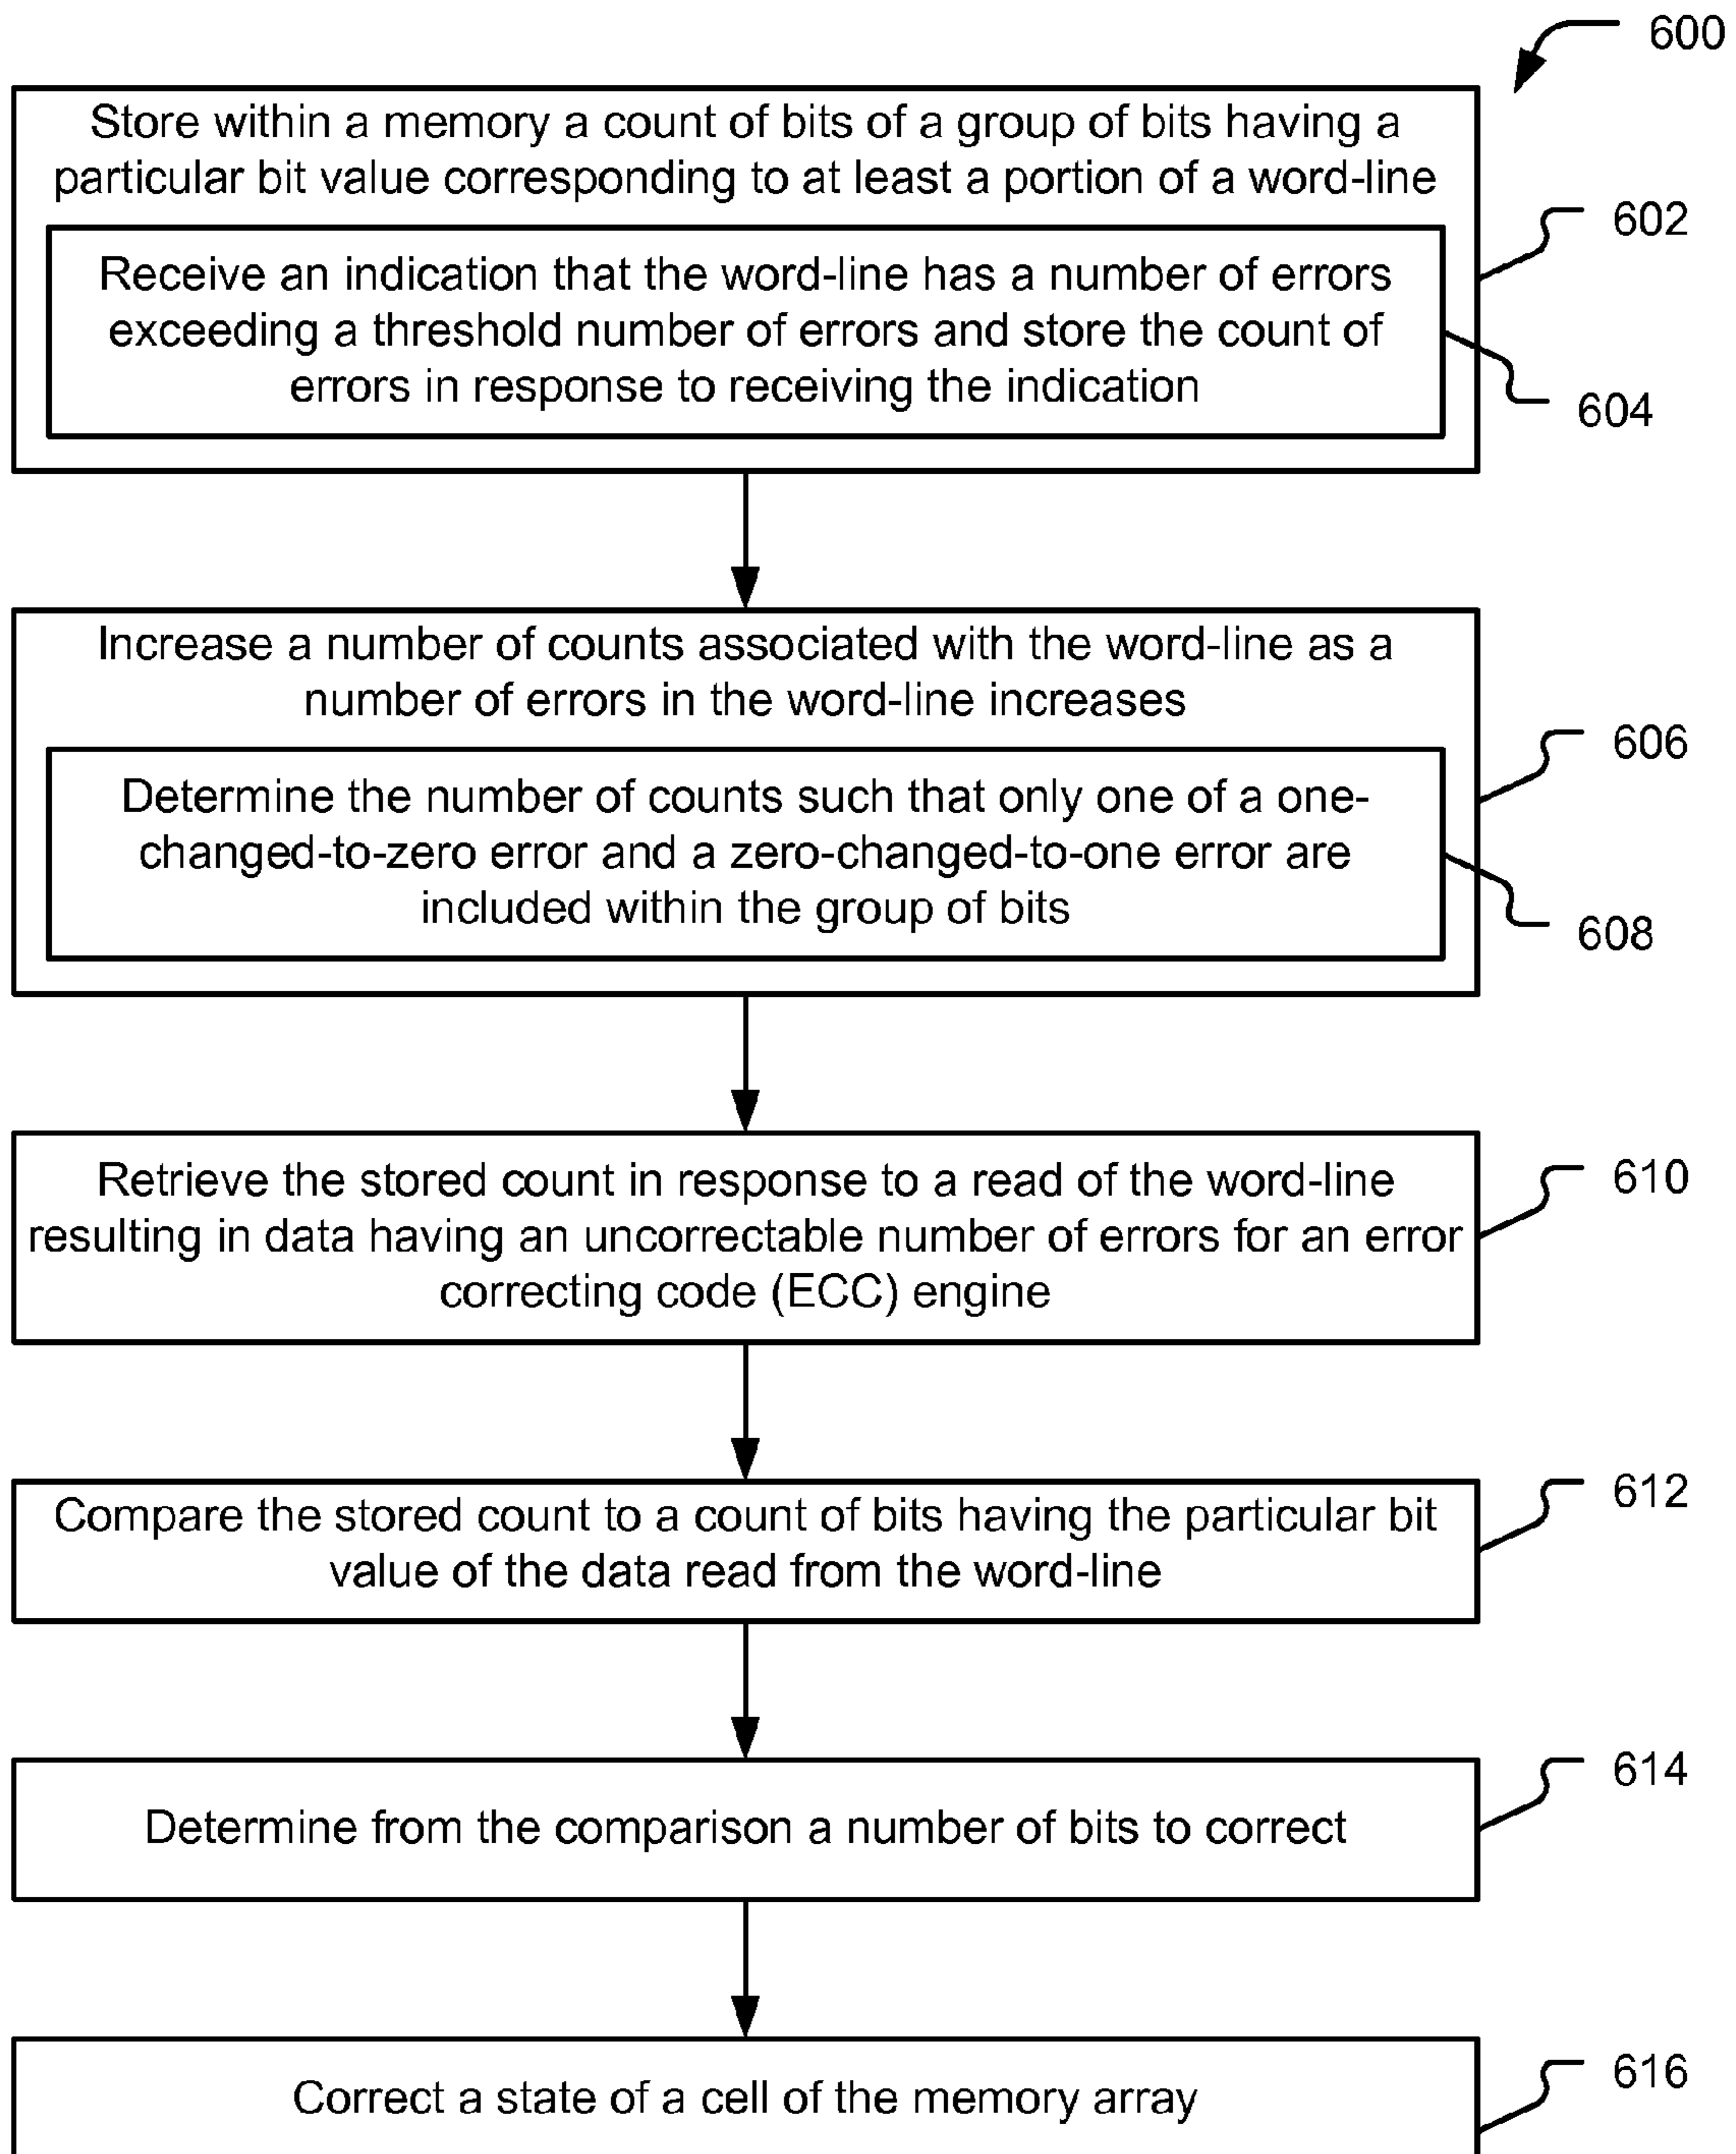 600
Store within a memory a count of bits of a group of bits having a
particular bit value corresponding to at least a portion of a word-line
602
Receive an indication that the word-line has a number of errors
exceeding a threshold number of errors and store the count of
errors in response to receiving the indication
604
Increase a number of counts associated with the word-line as a
number of errors in the word-line increases
606
Determine the number of counts such that only one of a one-
changed-to-zero error and a zero-changed-to-one error are
included within the group of bits
608
Retrieve the stored count in response to a read of the word-line
resulting in data having an uncorrectable number of errors for an error
correcting code (ECC) engine
610
Compare the stored count to a count of bits having the particular bit
value of the data read from the word-line
612
Determine from the comparison a number of bits to correct
614
Correct a state of a cell of the memory array
616